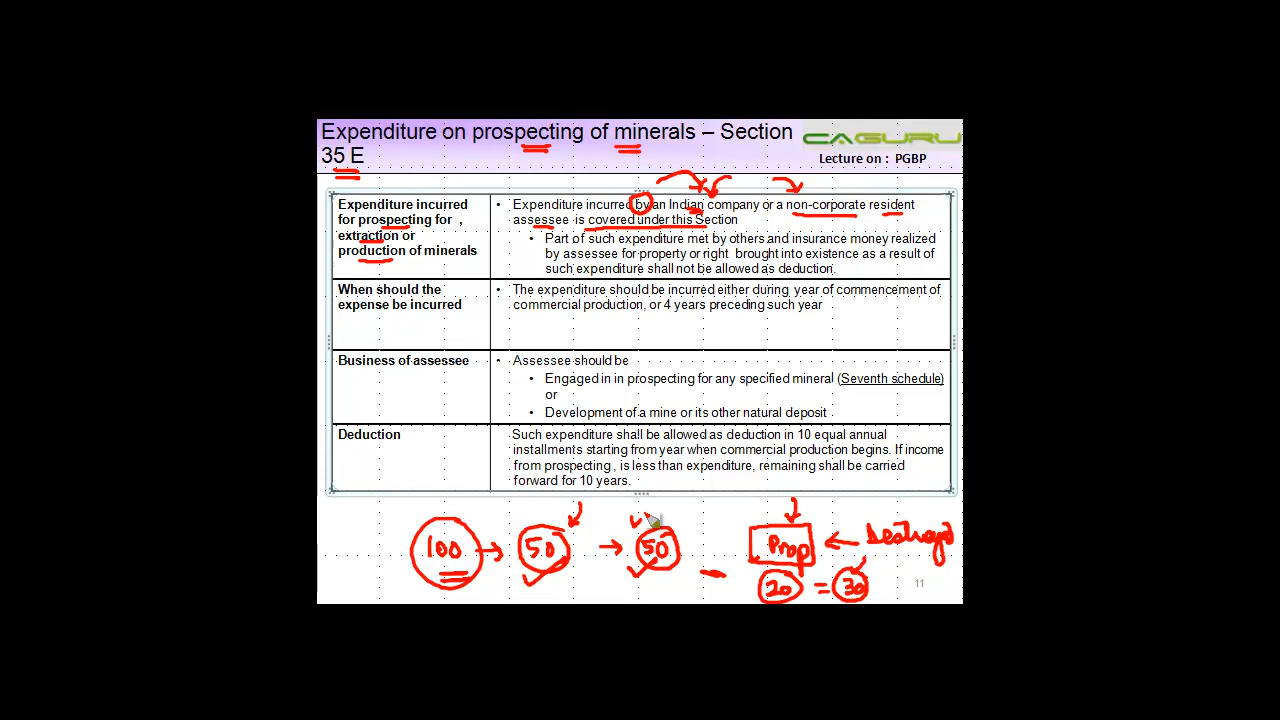 Expenditure on prospecting of minerals – Section
35 E
CAGURU
Lecture on : PGBP
Expenditure incurred
for prospecting for ,
extraction or
production of minerals
• Expenditure incurred by an Indian company or a non-corporate resident
assessee is covered under this Section
• Part of such expenditure met by others and insurance money realized
by assessee for property or right brought into existence as a result of
such expenditure shall not be allowed as deduction.
When should the
expense be incurred
• The expenditure should be incurred either during year of commencement of
commercial production, or 4 years preceding such year
Business of assessee
• Assessee should be
• Engaged in in prospecting for any specified mineral (Seventh schedule)
or
• Development of a mine or its other natural deposit
Deduction
Such expenditure shall be allowed as deduction in 10 equal annual
installments starting from year when commercial production begins. If income
from prospecting , is less than expenditure, remaining shall be carried
forward for 10 years.
100 → 50 → 50 - Prop ← Destroyed
20 = 30
11